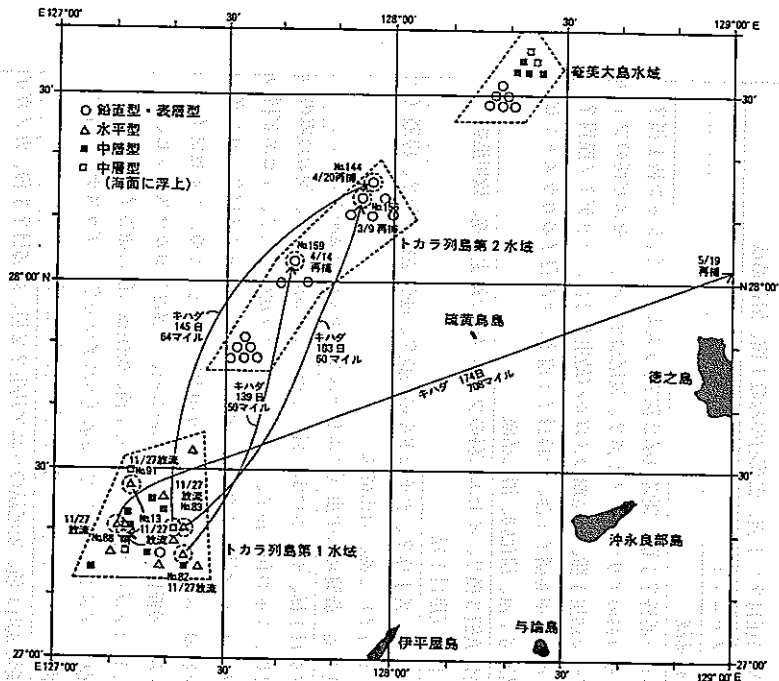 E127°00'
30'
128°00'
30'
129°00' E
30'
○ 鉛直型・表層型
△ 水平型
■ 中層型
□ 中層型
(海面に浮上)
奄美大島水域
No.144
4/20再捕
3/9 再捕
トカラ列島第2水域
No.159
4/14
再捕
5/19
再捕
28°00' N
N 28°00'
キハダ
145日
64マイル
キハダ
103日
60マイル
硫黄鳥島
徳之島
キハダ
139日
50マイル
キハダ 174日
708マイル
30'
30'
11/27放流
No.91
11/27
放流
No.83
11/27
放流
No.13
11/27
放流
No.88
トカラ列島第1水域
沖永良部島
No.82
11/27放流
27°00'
伊平屋島
与論島
27°00'
E127°00'
30'
128°00'
30'
129°00' E